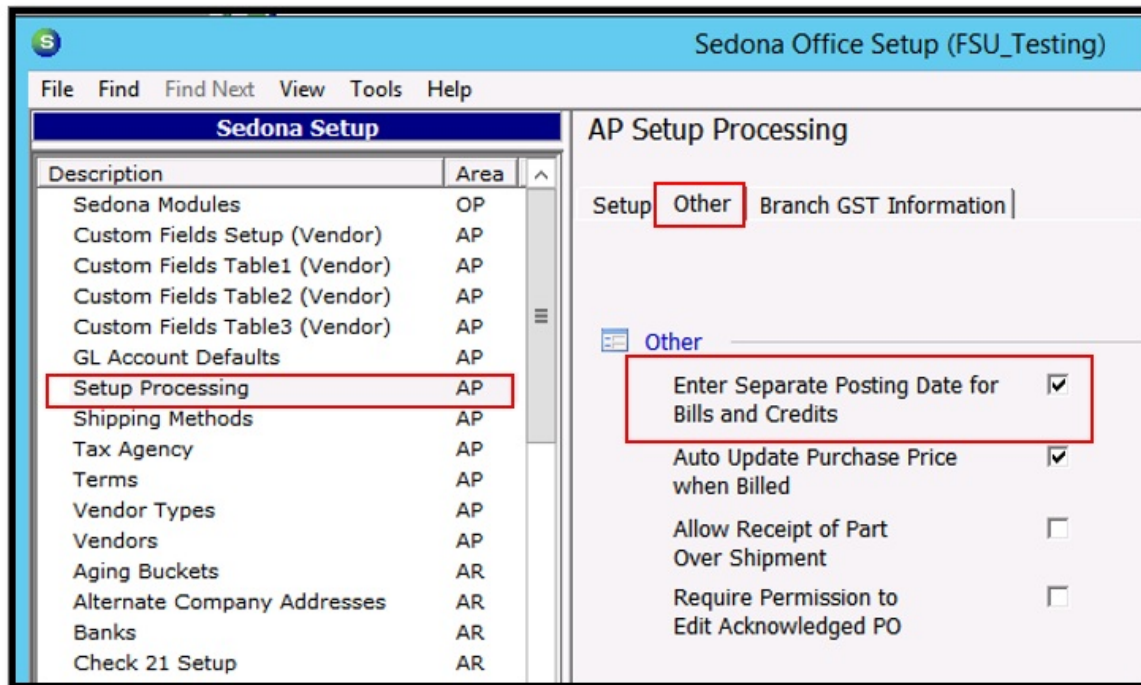 S
Sedona Office Setup (FSU_Testing)
File Find Find Next View Tools Help
Sedona Setup
Description Area
Sedona Modules OP
Custom Fields Setup (Vendor) AP
Custom Fields Table1 (Vendor) AP
Custom Fields Table2 (Vendor) AP
Custom Fields Table3 (Vendor) AP
GL Account Defaults AP
Setup Processing AP
Shipping Methods AP
Tax Agency AP
Terms AP
Vendor Types AP
Vendors AP
Aging Buckets AR
Alternate Company Addresses AR
Banks AR
Check 21 Setup AR
AP Setup Processing
Setup Other Branch GST Information
Other
Enter Separate Posting Date for
Bills and Credits
Auto Update Purchase Price
when Billed
Allow Receipt of Part
Over Shipment
Require Permission to
Edit Acknowledged PO